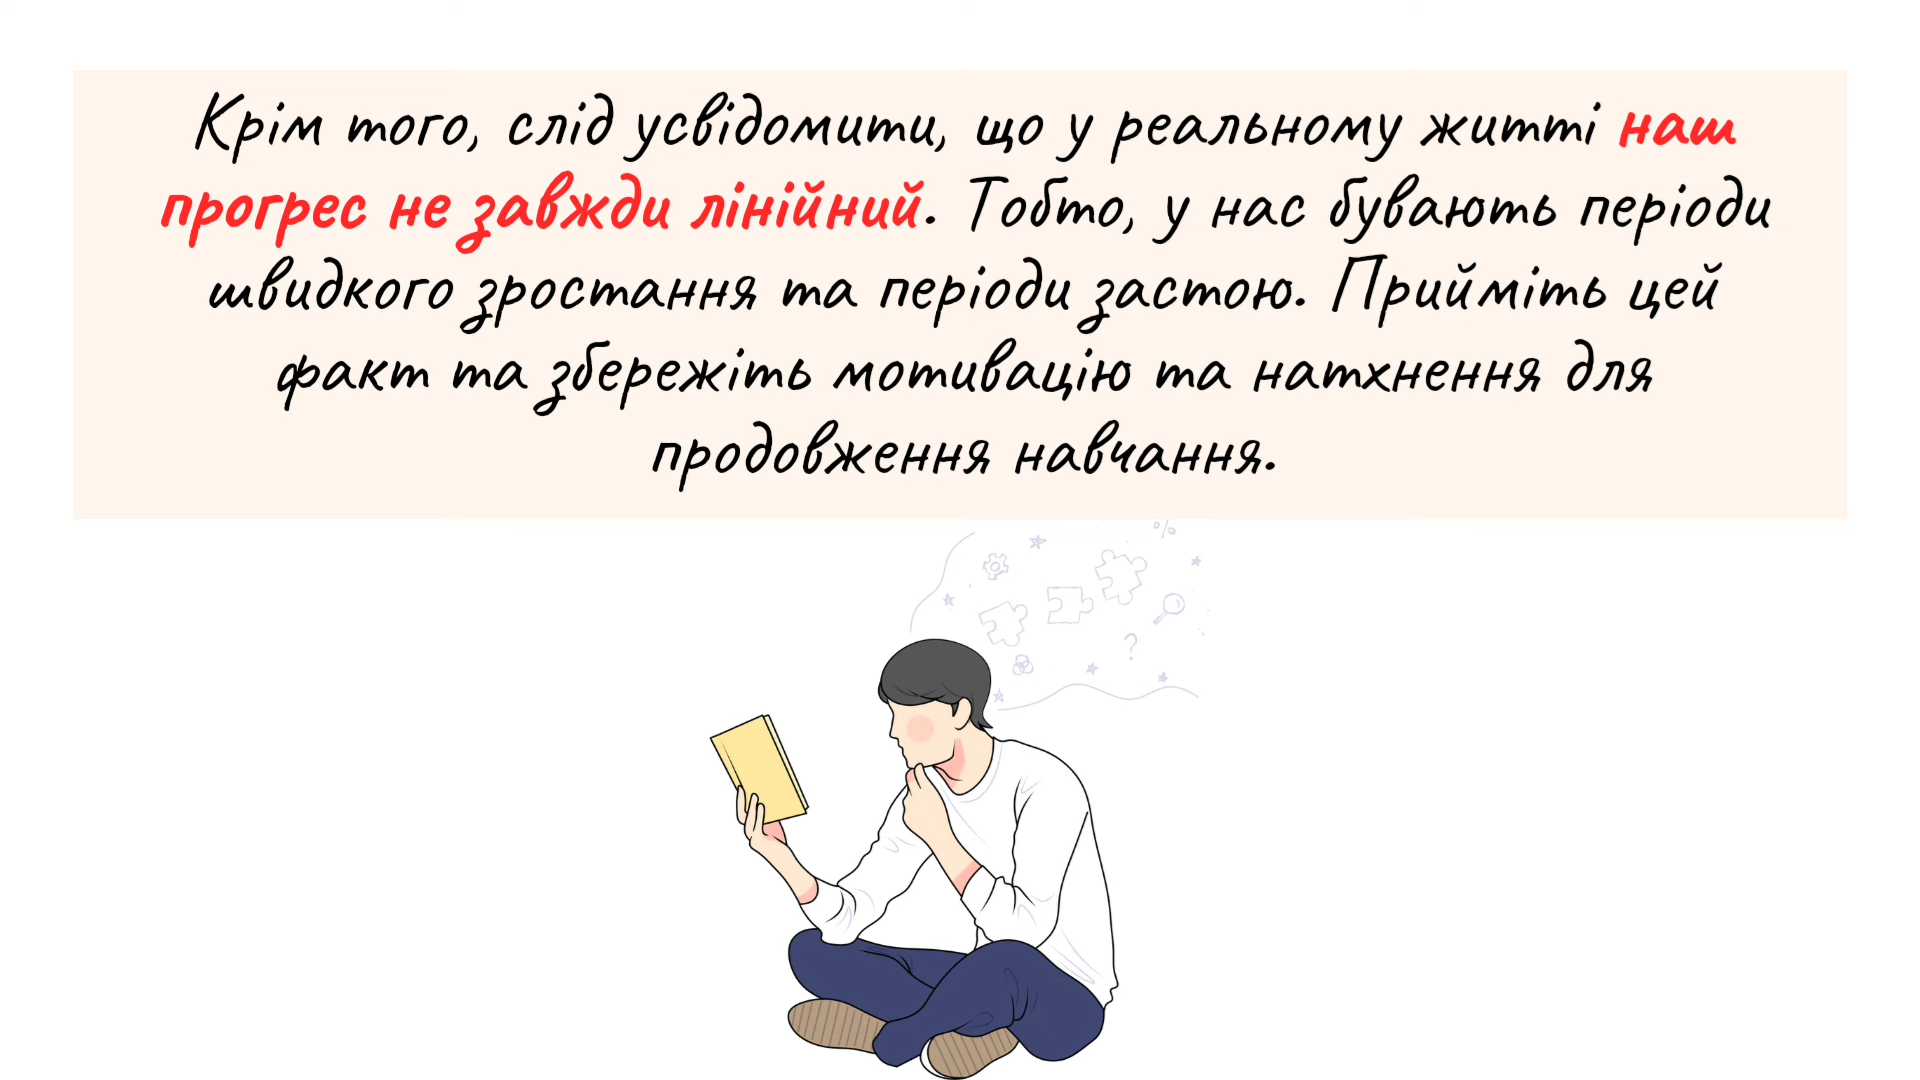 Крім того, слід усвідомити, що у реальному житті наш
прогрес не завжди лінійний. Тобто, у нас бувають періоди
швидкого зростання та періоди застою. Прийміть цей
факт та збережіть мотивацію та натхнення для
продовження навчання.